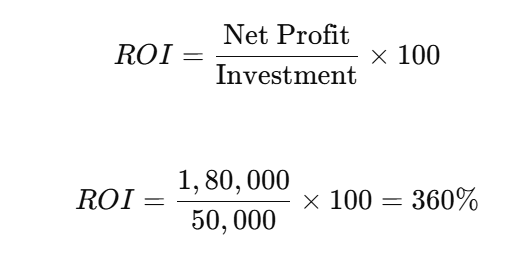 ROI = Net Profit / Investment × 100
ROI = 1,80,000 / 50,000 × 100 = 360%